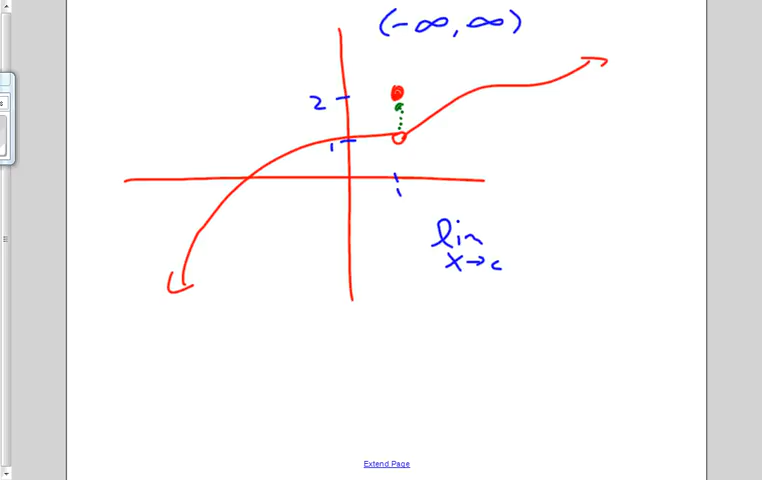 (-∞, ∞)
2
1
1
lim
x→c
Extend Page